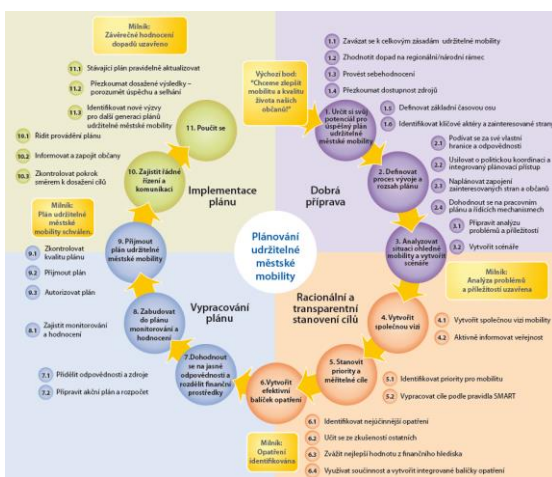 Milník:
Závěrečné hodnocení
dopadů uzavřeno
11.1 Stávající plán pravidelně aktualizovat
11.2 Přezkoumat dosažené výsledky –
porozumět úspěchu a selhání
11.3 Identifikovat nové výzvy
pro další generaci plánů
udržitelné městské mobility
10.1 Řídit provádění plánu
10.2 Informovat a zapojit občany
10.3 Zkontrolovat pokrok
směrem k dosažení cílů
11. Poučit se
10. Zajistit řádné
řízení a
komunikaci
Implementace
plánu
Výchozí bod:
"Chceme zlepšit
mobilitu a kvalitu
života našich
občanů!"
1.1 Zavázat se k celkovým zásadám udržitelné mobility
1.2 Zhodnotit dopad na regionální/národní rámec
1.3 Provést sebehodnocení
1.4 Přezkoumat dostupnost zdrojů
1.5 Definovat základní časovou osu
1.6 Identifikovat klíčové aktéry a zainteresované strany
1. Určit si svůj
potenciál pro
úspěšný plán udržitelné
městské mobility
2.1 Podívat se za své vlastní
hranice a odpovědnosti
2.2 Usilovat o politickou koordinaci a
integrovaný plánovací přístup
2.3 Naplánovat zapojení
zainteresovaných stran a občanů
2.4 Dohodnout se na pracovním
plánu a řídících mechanismech
2. Definovat
proces vývoje a
rozsah plánu
Dobrá
příprava
3.1 Připravit analýzu
problémů a příležitostí
3.2 Vytvořit scénáře
3. Analyzovat
situaci ohledně
mobility a vytvořit
scénáře
Milník:
Analýza problémů
a příležitostí uzavřena
Plánování
udržitelné
městské
mobility
Milník:
Plán udržitelné
městské
mobility schválen.
9.1 Zkontrolovat
kvalitu plánu
9.2 Přijmout plán
9.3 Autorizovat plán
9. Přijmout
plán udržitelné
městské mobility
8.1 Zajistit monitorování
a hodnocení
8. Zabudovat
do plánu
monitorování a
hodnocení
Vypracování
plánu
7.1 Přidělit odpovědnosti a zdroje
7.2 Připravit akční plán a rozpočet
7. Dohodnout
se na jasné
odpovědnosti a
rozdělit finanční
prostředky
Racionální a
transparentní
stanovení cílů
4. Vytvořit
společnou vizi
4.1 Vytvořit společnou vizi mobility
4.2 Aktivně informovat veřejnost
5. Stanovit
priority a
měřitelné cíle
5.1 Identifikovat priority pro mobilitu
5.2 Vypracovat cíle podle pravidla SMART
6. Vytvořit
efektivní
balíček opatření
Milník:
Opatření
identifikována
6.1 Identifikovat nejúčinnější opatření
6.2 Učit se ze zkušeností ostatních
6.3 Zvážit nejlepší hodnotu z finančního hlediska
6.4 Využívat součinnost a vytvořit integrované balíčky opatření